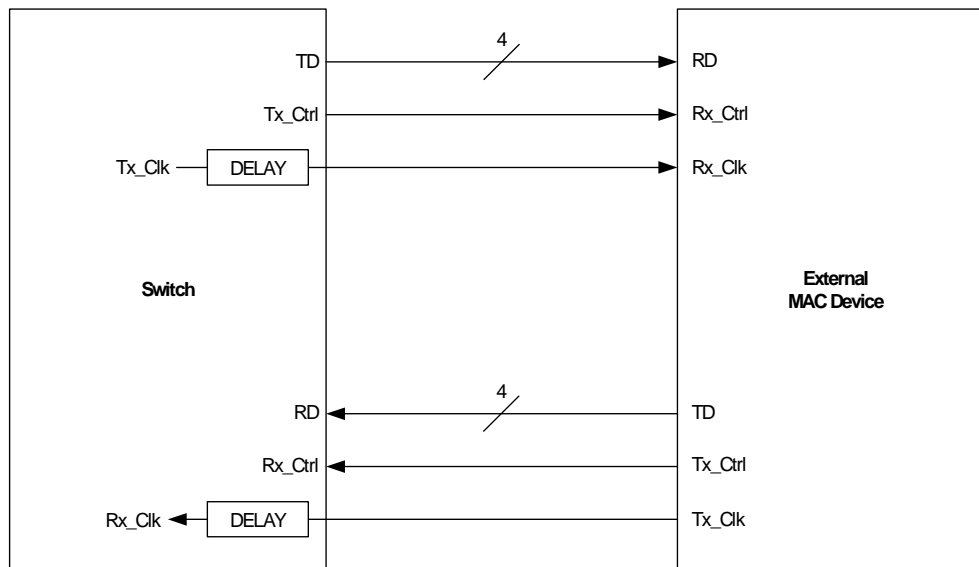 4
TD
RD
Tx_Ctrl
Rx_Ctrl
Tx_Clk
DELAY
Rx_Clk
Switch
External
MAC Device
4
RD
TD
Rx_Ctrl
Tx_Ctrl
Rx_Clk
DELAY
Tx_Clk